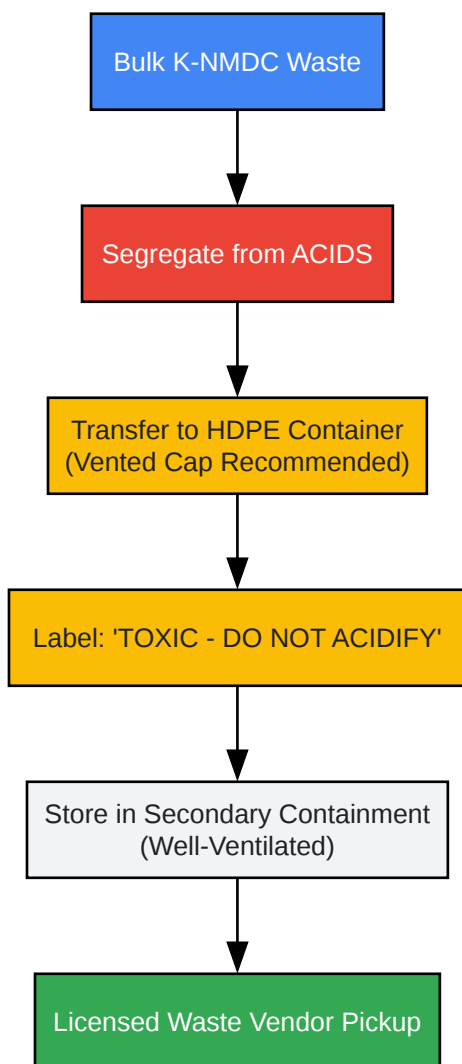 Bulk K-NMDC Waste
Segregate from ACIDS
Transfer to HDPE Container
(Vented Cap Recommended)
Label: 'TOXIC - DO NOT ACIDIFY'
Store in Secondary Containment
(Well-Ventilated)
Licensed Waste Vendor Pickup